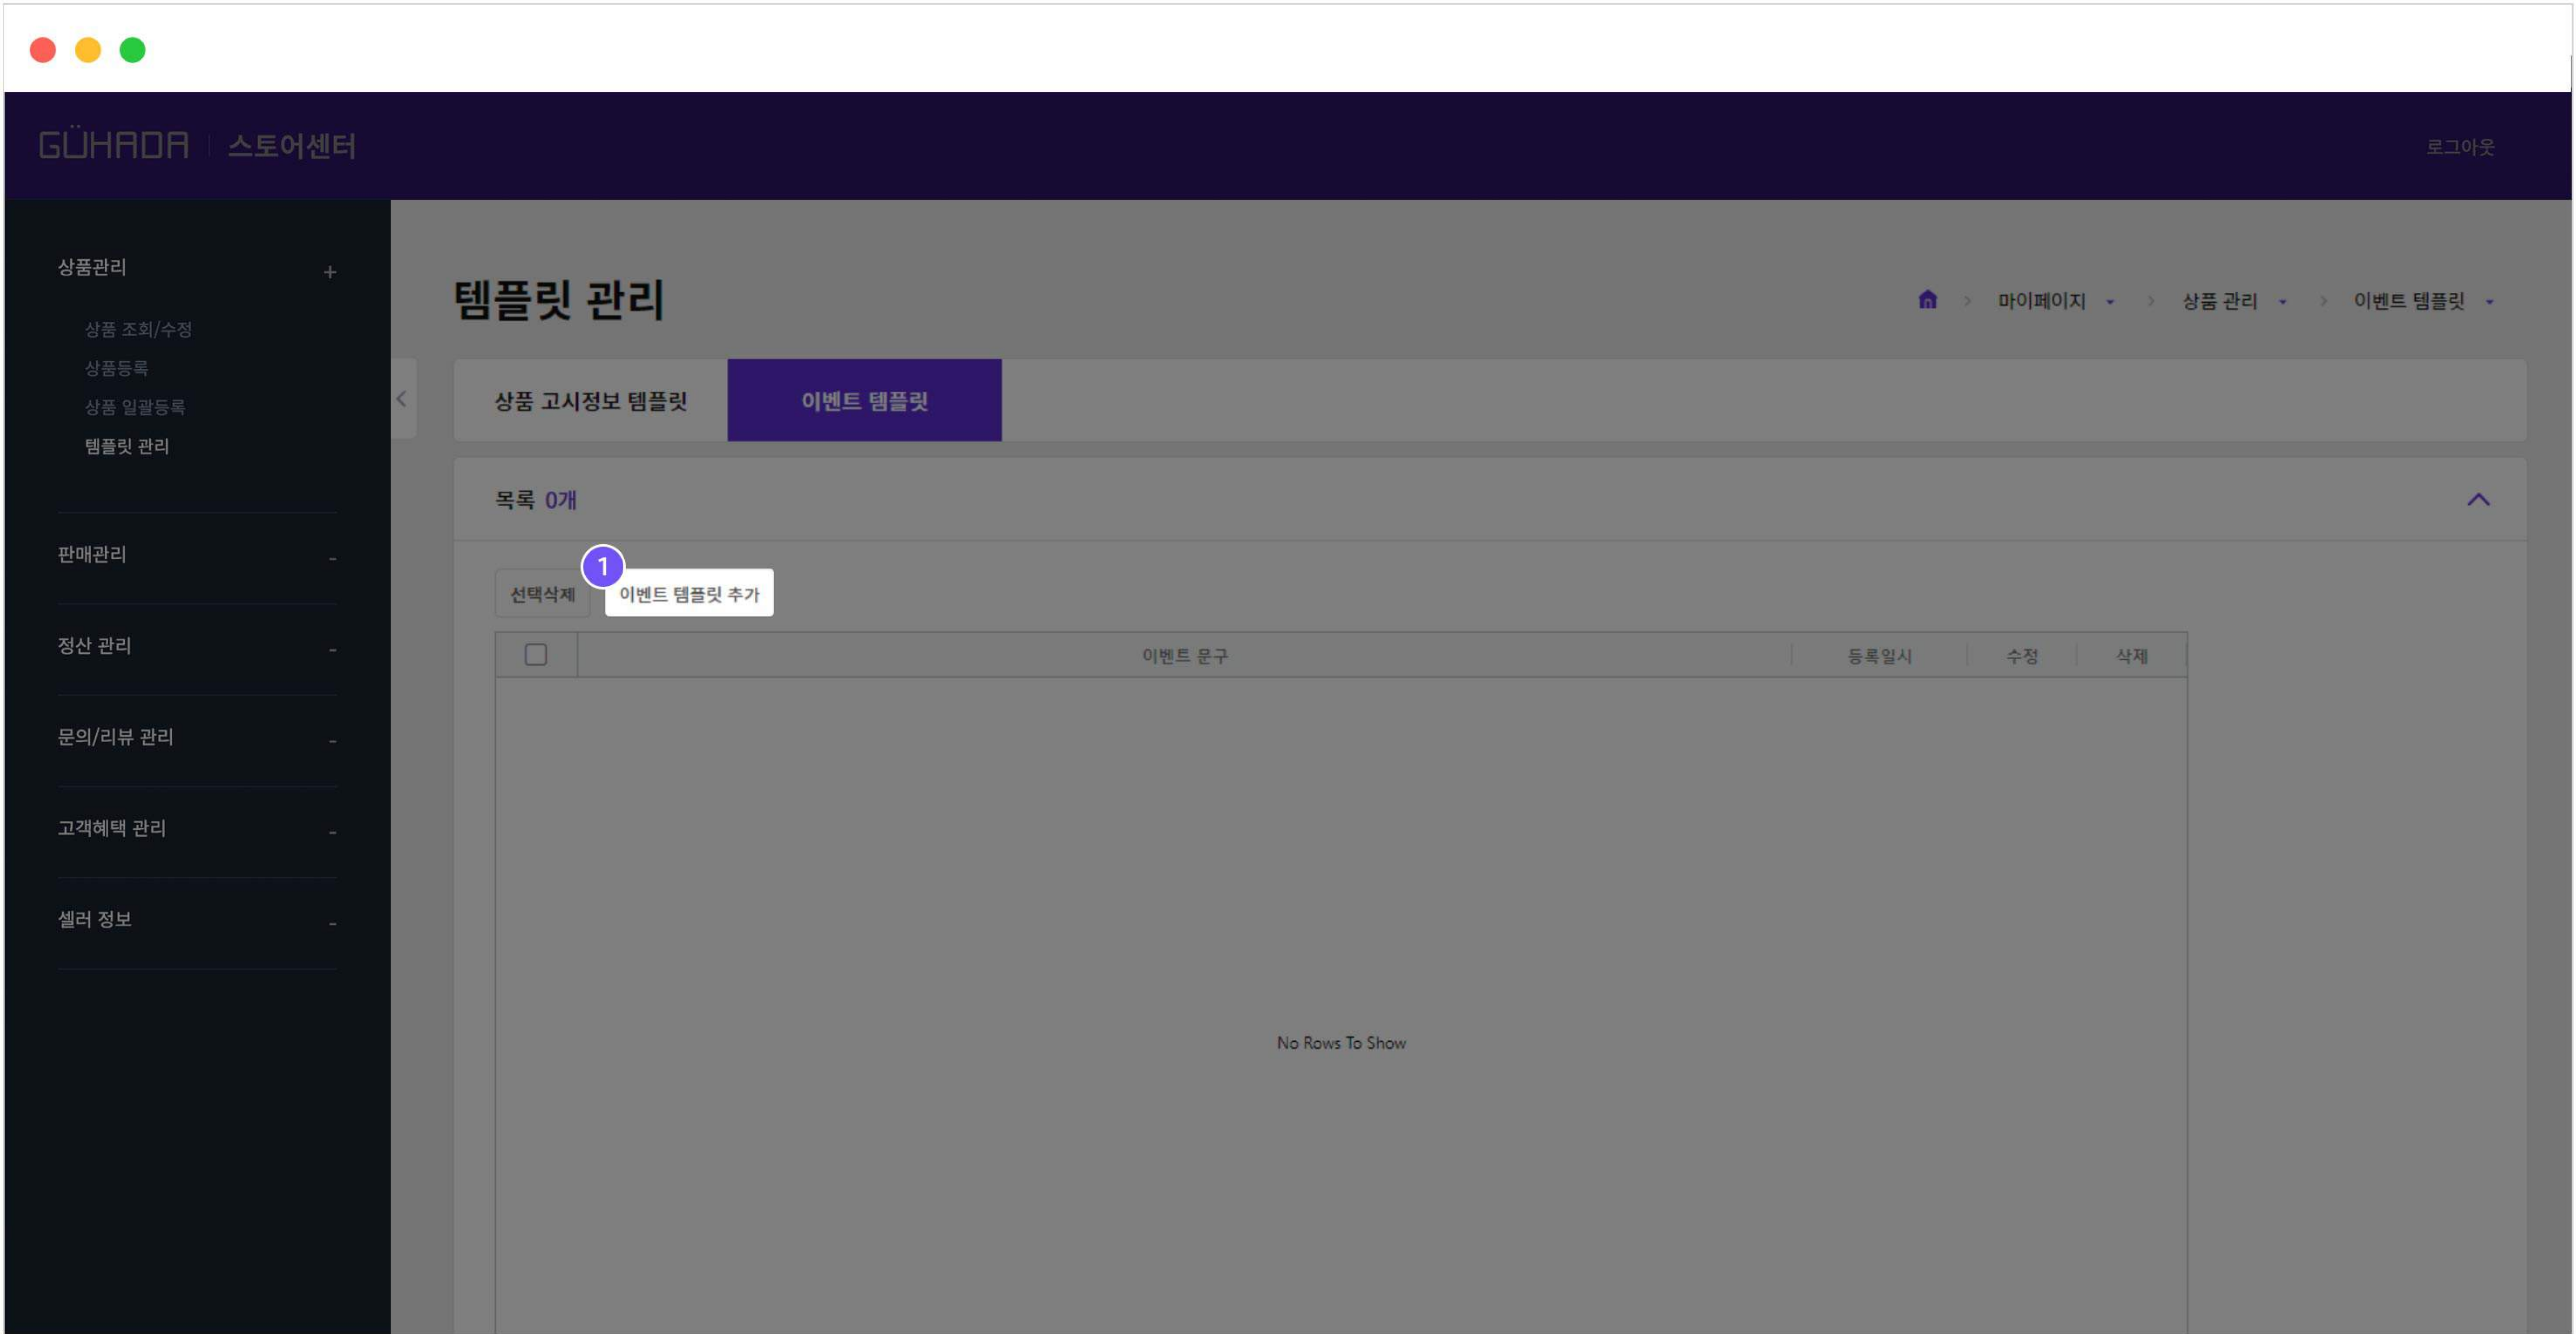 GÜHADA | 스토어센터
로그아웃
상품관리 +
상품 조회/수정
상품등록
상품 일괄등록
템플릿 관리
판매관리 -
정산 관리 -
문의/리뷰 관리 -
고객혜택 관리 -
셀러 정보 -
템플릿 관리
> 마이페이지 > 상품 관리 > 이벤트 템플릿
<
상품 고시정보 템플릿 이벤트 템플릿
목록 0개
1
선택삭제 이벤트 템플릿 추가
이벤트 문구 등록일시 수정 삭제
No Rows To Show